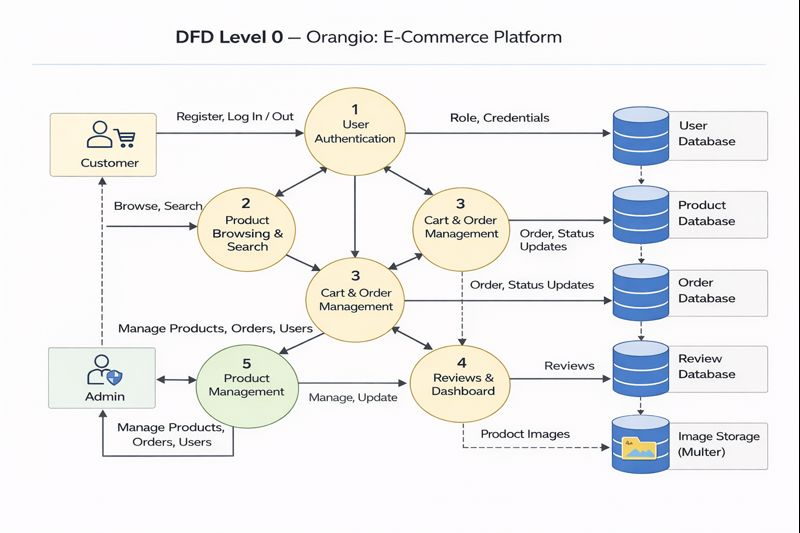 DFD Level 0 — Orangio: E-Commerce Platform
Customer
Register, Log In / Out
1
User
Authentication
Role, Credentials
User
Database
Browse, Search
2
Product
Browsing &
Search
3
Cart & Order
Management
Order, Status
Updates
Product
Database
3
Cart & Order
Management
Order, Status Updates
Order
Database
Manage Products, Orders, Users
Admin
5
Product
Management
Manage, Update
4
Reviews &
Dashboard
Reviews
Review
Database
Manage Products,
Orders, Users
Prodoct Images
Image Storage
(Multer)